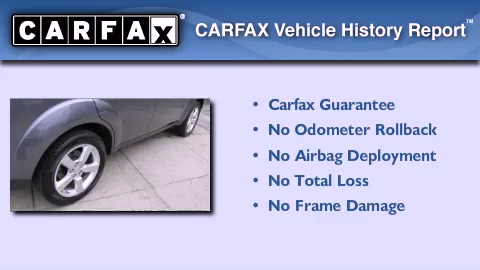 CARFAX® CARFAX Vehicle History Report™
• Carfax Guarantee
• No Odometer Rollback
• No Airbag Deployment
• No Total Loss
• No Frame Damage